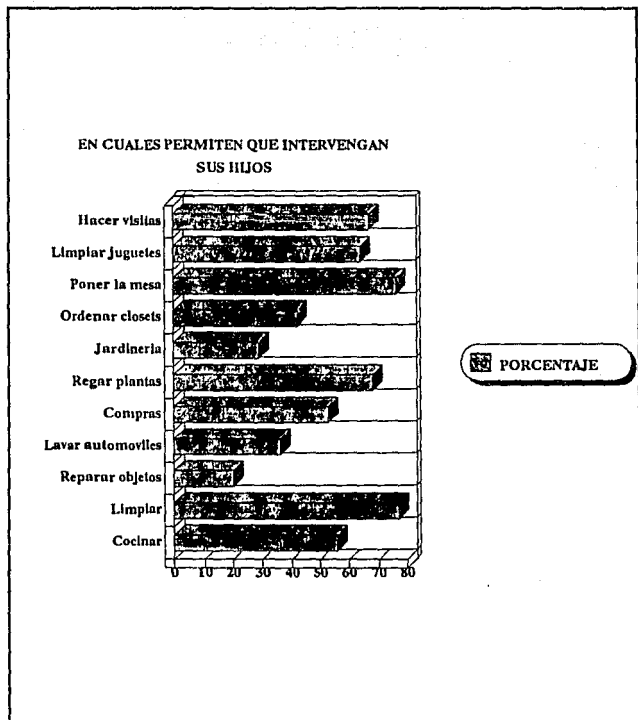 EN CUALES PERMITEN QUE INTERVENGAN
SUS HIJOS
Hacer visitas
Limpiar juguetes
Poner la mesa
Ordenar closets
Jardineria
Regar plantas
Compras
Lavar automoviles
Reparar objetos
Limpiar
Cocinar
0 10 20 30 40 50 60 70 80
PORCENTAJE